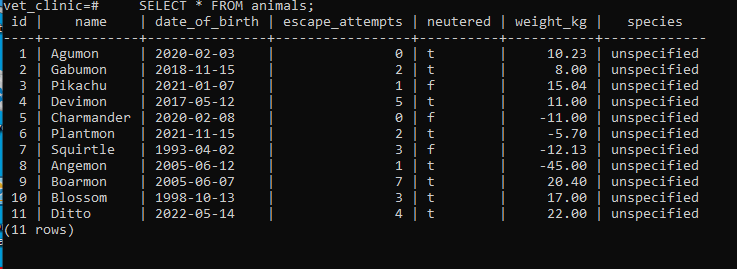 vet_clinic=#     SELECT * FROM animals;
 id |    name    | date_of_birth | escape_attempts | neutered | weight_kg |   species
----+------------+---------------+-----------------+----------+-----------+-------------
  1 | Agumon     | 2020-02-03    |               0 | t        |     10.23 | unspecified
  2 | Gabumon    | 2018-11-15    |               2 | t        |      8.00 | unspecified
  3 | Pikachu    | 2021-01-07    |               1 | f        |     15.04 | unspecified
  4 | Devimon    | 2017-05-12    |               5 | t        |     11.00 | unspecified
  5 | Charmander | 2020-02-08    |               0 | f        |    -11.00 | unspecified
  6 | Plantmon   | 2021-11-15    |               2 | t        |     -5.70 | unspecified
  7 | Squirtle   | 1993-04-02    |               3 | f        |    -12.13 | unspecified
  8 | Angemon    | 2005-06-12    |               1 | t        |    -45.00 | unspecified
  9 | Boarmon    | 2005-06-07    |               7 | t        |     20.40 | unspecified
 10 | Blossom    | 1998-10-13    |               3 | t        |     17.00 | unspecified
 11 | Ditto      | 2022-05-14    |               4 | t        |     22.00 | unspecified
(11 rows)